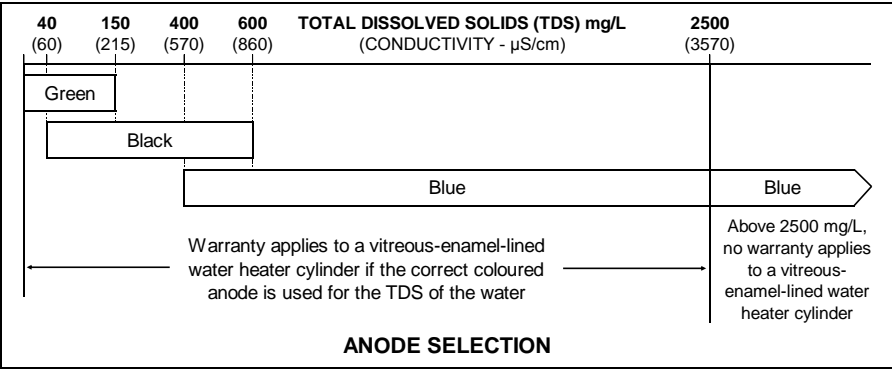 40 150 400 600 TOTAL DISSOLVED SOLIDS (TDS) mg/L 2500
(60) (215) (570) (860) (CONDUCTIVITY - µS/cm) (3570)
Green
Black
Blue Blue
Warranty applies to a vitreous-enamel-lined
water heater cylinder if the correct coloured
anode is used for the TDS of the water
Above 2500 mg/L,
no warranty applies
to a vitreous-
enamel-lined water
heater cylinder
ANODE SELECTION